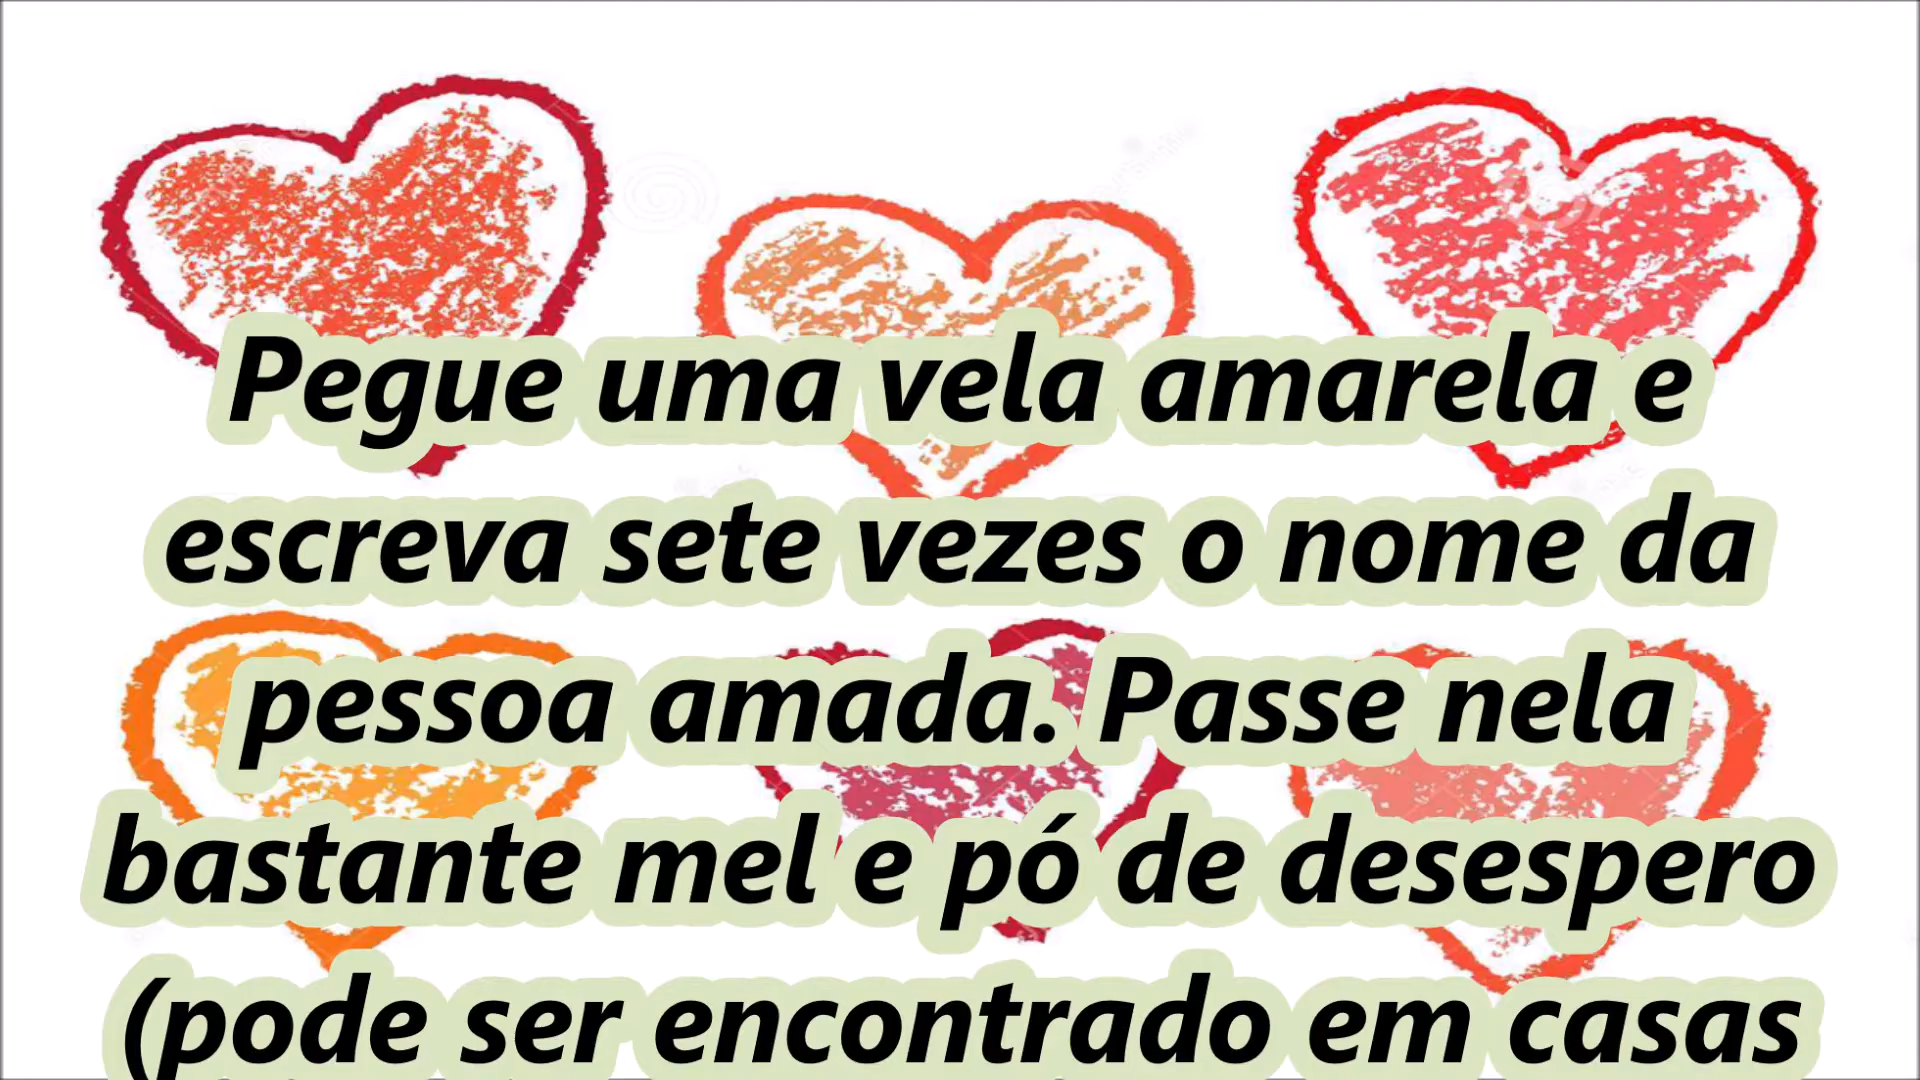 Pegue uma vela amarela e
escreva sete vezes o nome da
pessoa amada. Passe nela
bastante mel e pó de desespero
(pode ser encontrado em casas